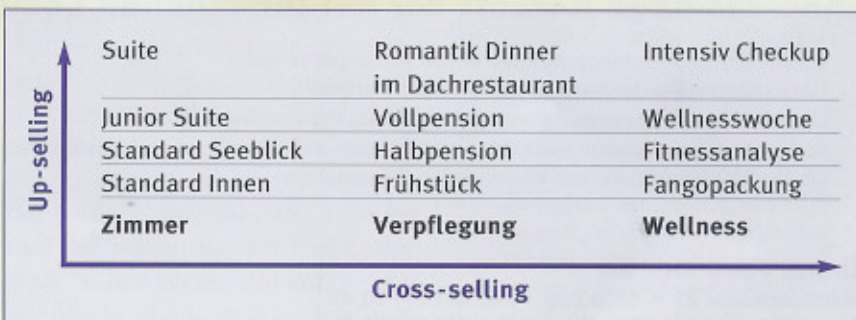 Up-selling
Suite Romantik Dinner Intensiv Checkup
im Dachrestaurant
Junior Suite Vollpension Wellnesswoche
Standard Seeblick Halbpension Fitnessanalyse
Standard Innen Frühstück Fangopackung
Zimmer Verpflegung Wellness
Cross-selling